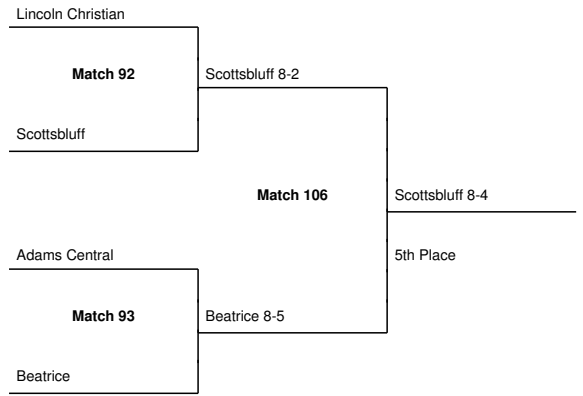 Lincoln Christian
Match 92
Scottsbluff 8-2
Scottsbluff
Match 106
Scottsbluff 8-4
Adams Central
5th Place
Match 93
Beatrice 8-5
Beatrice